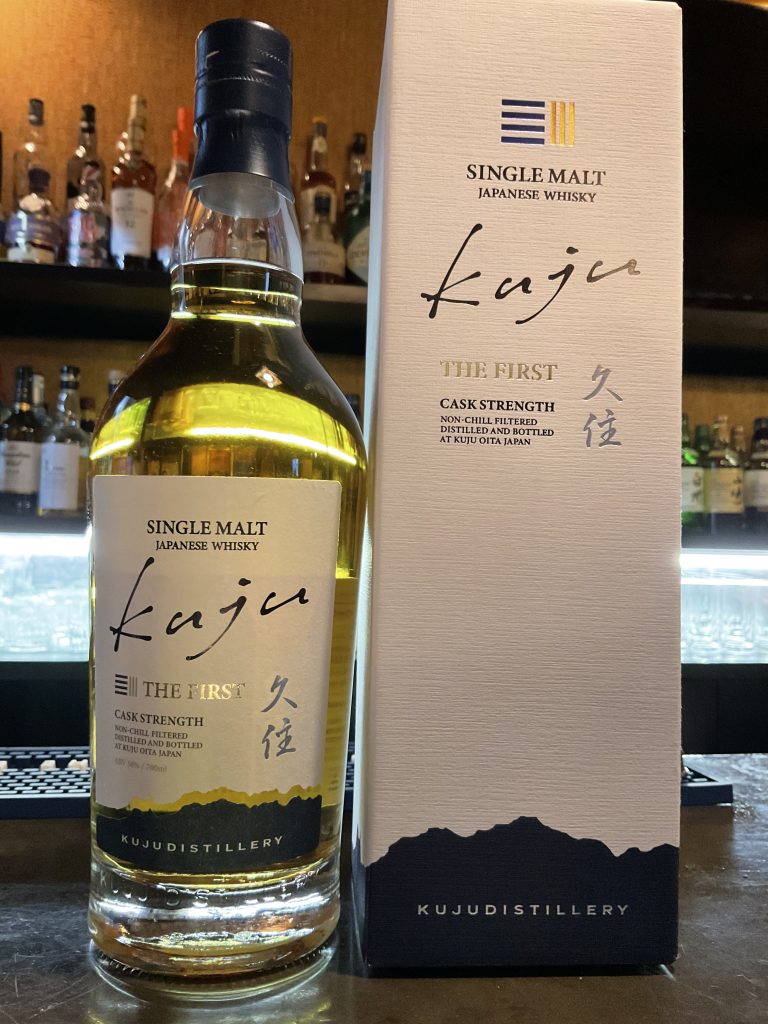 SINGLE MALT
JAPANESE WHISKY
kuju
THE FIRST
久住
CASK STRENGTH
NON-CHILL FILTERED
DISTILLED AND BOTTLED
AT KUJU OITA JAPAN
KUJUDISTILLERY
SINGLE MALT
JAPANESE WHISKY
kuju
THE FIRST
久住
CASK STRENGTH
NON-CHILL FILTERED
DISTILLED AND BOTTLED
AT KUJU OITA JAPAN
/ 700ml
KUJUDISTILLERY